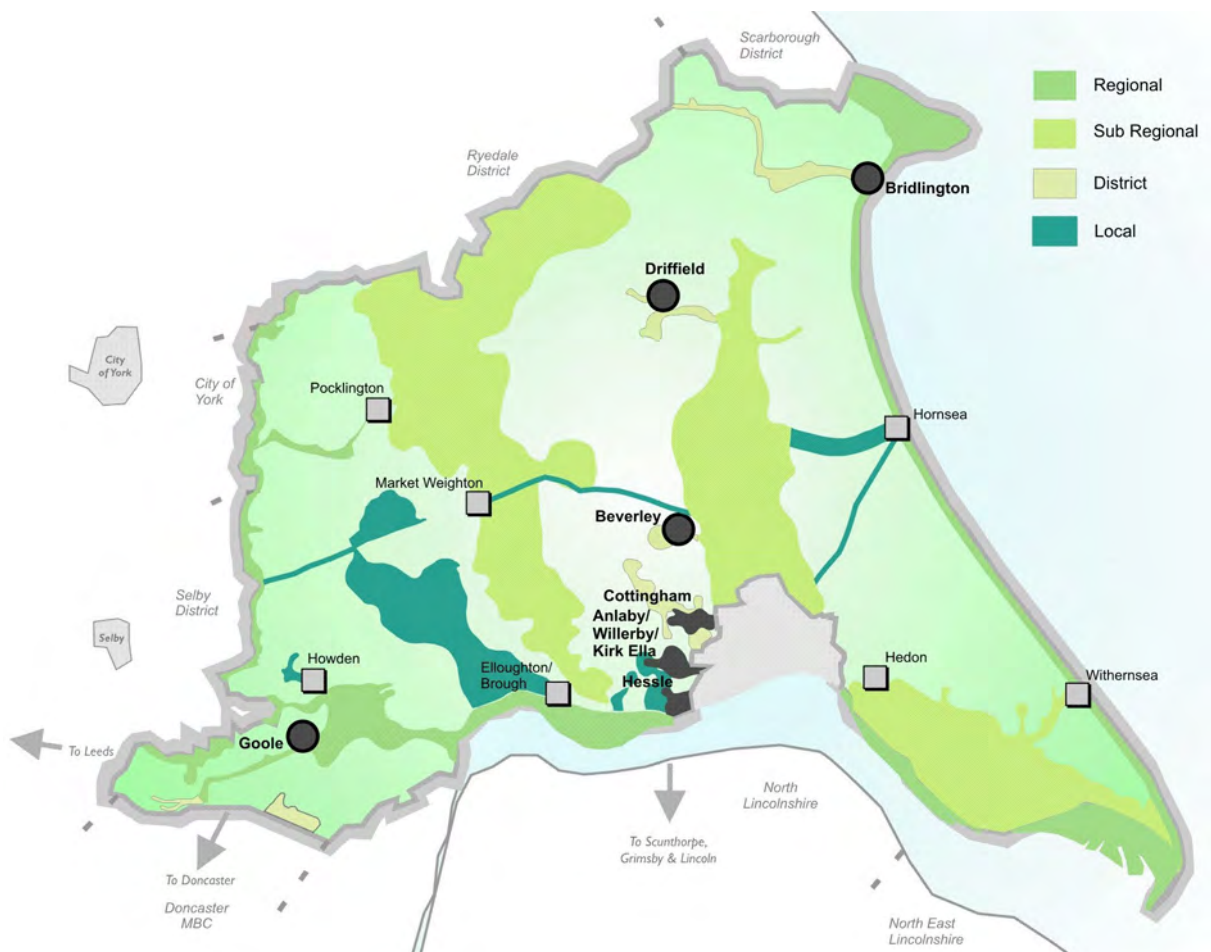 Scarborough
District
Regional
Sub Regional
District
Local
Ryedale
District
Bridlington
Driffield
City
of York
City of
York
Pocklington
Hornsea
Market Weighton
Beverley
Selby
District
Cottingham
Anlaby/
Willerby/
Kirk Ella
Selby
Howden
Elloughton/
Brough
Hessle
Hedon
Withernsea
Goole
To Leeds
North
Lincolnshire
To Scunthorpe,
Grimsby & Lincoln
To Doncaster
Doncaster
MBC
North East
Lincolnshire